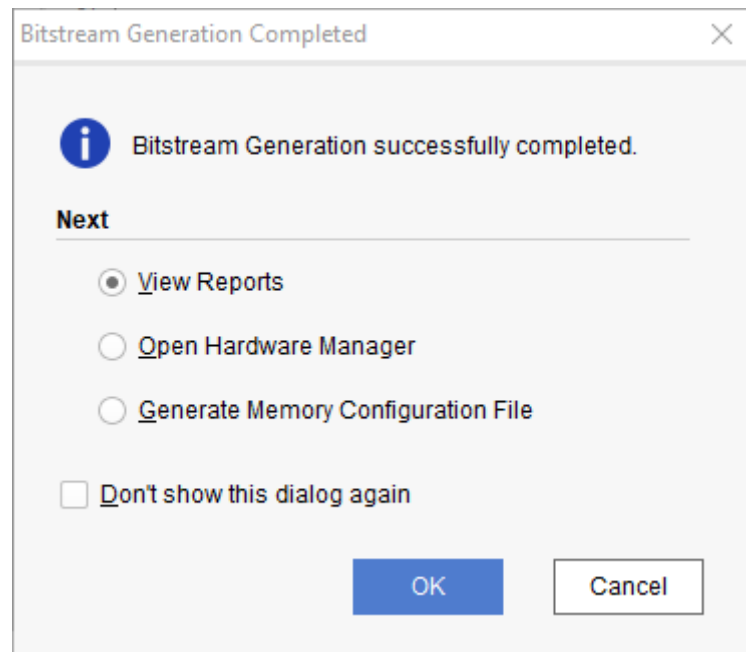 Bitstream Generation Completed
Bitstream Generation successfully completed.
Next
View Reports
Open Hardware Manager
Generate Memory Configuration File
Don't show this dialog again
OK
Cancel